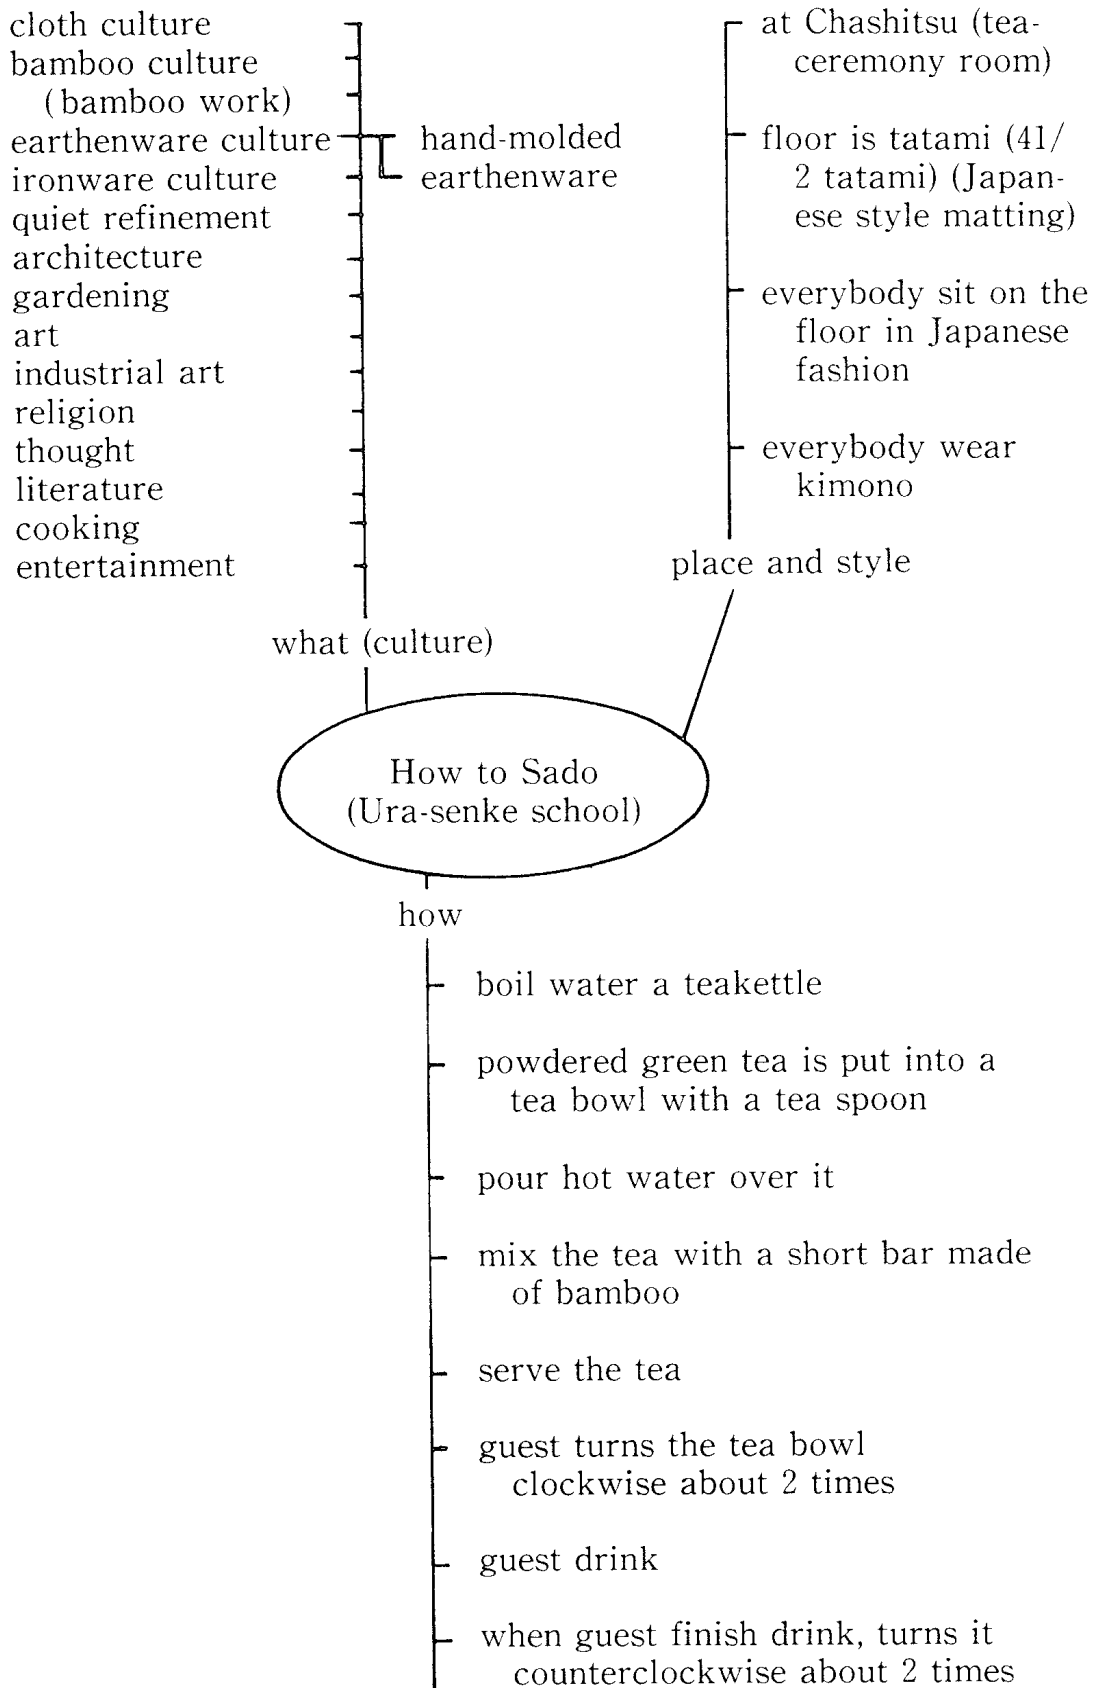 cloth culture
bamboo culture
(bamboo work)
earthenware culture
ironware culture
quiet refinement
architecture
gardening
art
industrial art
religion
thought
literature
cooking
entertainment
hand-molded
earthenware
what (culture)
at Chashitsu (tea-
ceremony room)
floor is tatami (41/
2 tatami) (Japan-
ese style matting)
everybody sit on the
floor in Japanese
fashion
everybody wear
kimono
place and style
How to Sado
(Ura-senke school)
how
boil water a teakettle
powdered green tea is put into a
tea bowl with a tea spoon
pour hot water over it
mix the tea with a short bar made
of bamboo
serve the tea
guest turns the tea bowl
clockwise about 2 times
guest drink
when guest finish drink, turns it
counterclockwise about 2 times